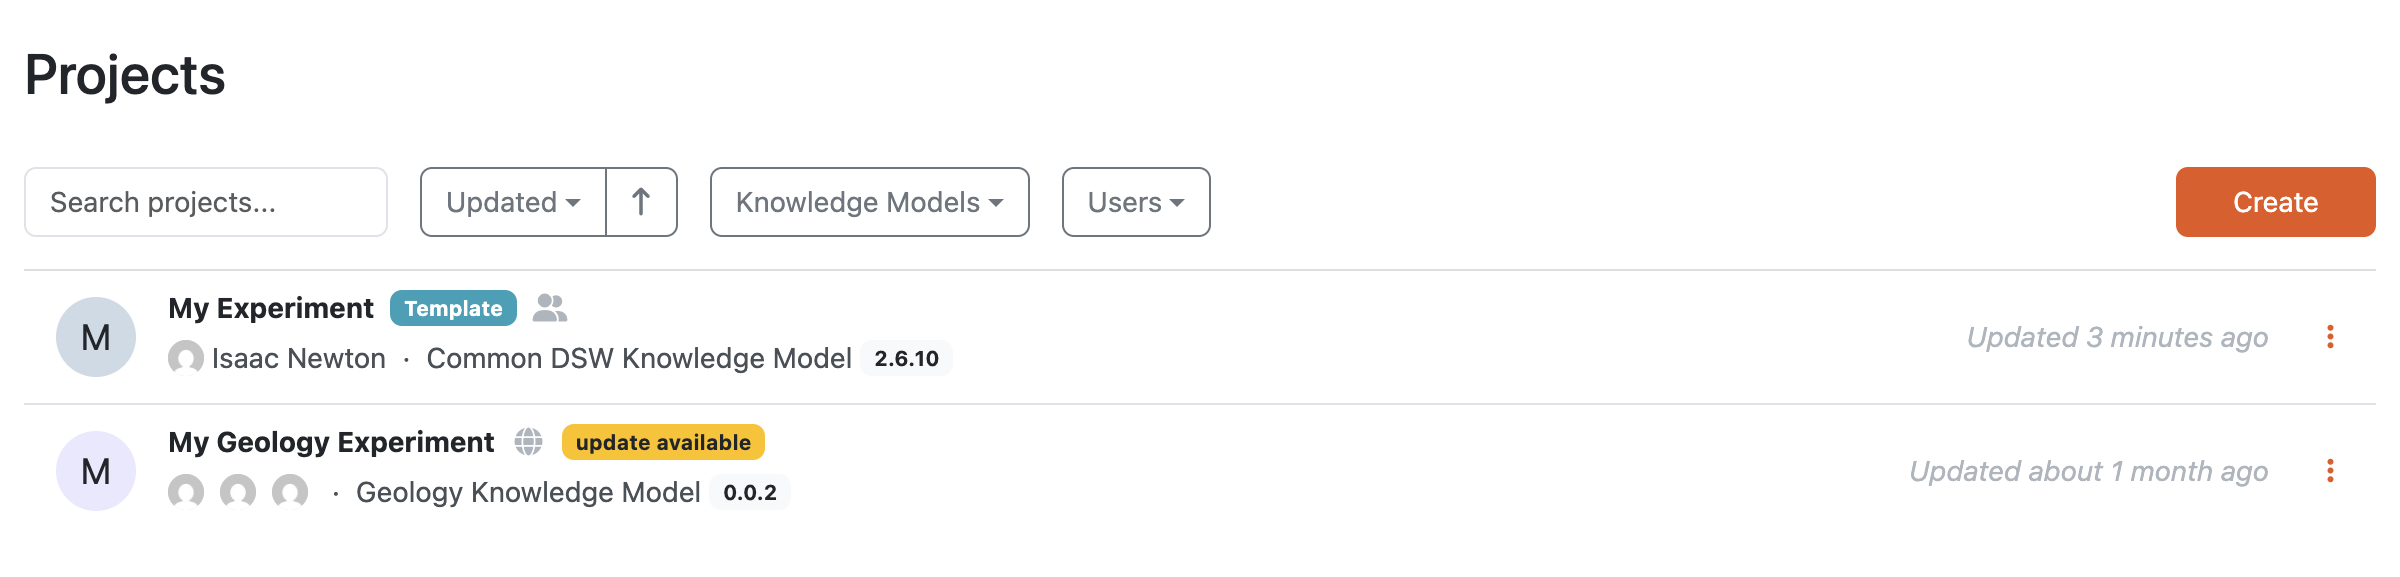 Projects
Search projects... Updated Knowledge Models Users Create
M My Experiment Template
Isaac Newton · Common DSW Knowledge Model 2.6.10 Updated 3 minutes ago
M My Geology Experiment update available
· Geology Knowledge Model 0.0.2 Updated about 1 month ago